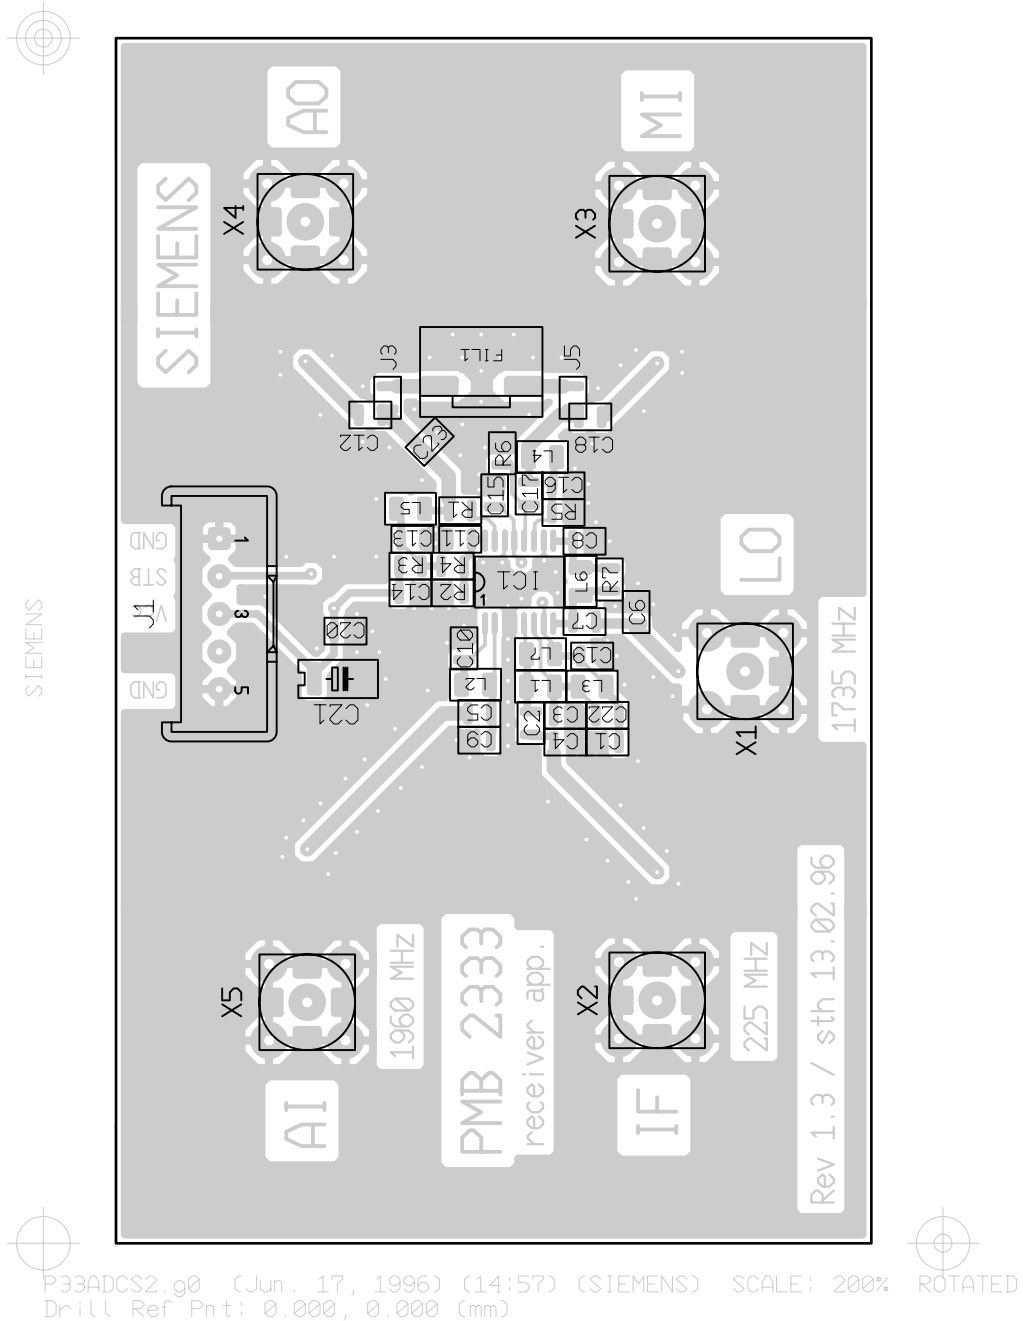 AO
MI
SIEMENS
X4
X3
J3
FIL1
J5
C12
C23
C18
R6
L4
C15
C17
C16
L5
R1
R5
GND
1
C13
C11
C8
LO
STB
R3
R4
IC1
L6
R7
C14
R2
1
J1
V
3
C6
C20
C7
SIEMENS
C10
L7
C19
1735 MHz
GND
5
L2
L1
L3
C21
C5
C2
C3
C22
X1
C9
C4
C1
X5
1960 MHz
PMB 2333
receiver app.
X2
225 MHz
Rev 1.3 / sth 13.02.96
AI
IF
P33ADCS2.g0 (Jun. 17, 1996) (14:57) (SIEMENS) SCALE: 200% ROTATED
Drill Ref Pnt: 0.000, 0.000 (mm)